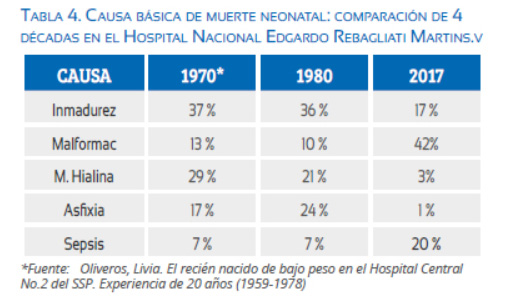 Tabla 4. Causa básica de muerte neonatal: comparación de 4
décadas en el Hospital Nacional Edgardo Rebagliati Martins.v
CAUSA 1970* 1980 2017
Inmadurez 37 % 36 % 17 %
Malformac 13 % 10 % 42%
M. Hialina 29 % 21 % 3%
Asfixia 17 % 24 % 1 %
Sepsis 7 % 7 % 20 %
*Fuente: Oliveros, Livia. El recién nacido de bajo peso en el Hospital Central
No.2 del SSP. Experiencia de 20 años (1959-1978)